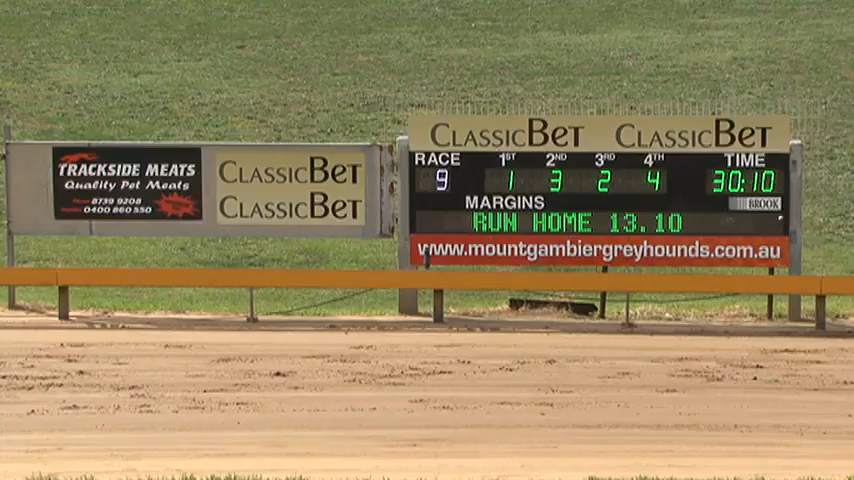 TRACKSIDE MEATS
Quality Pet Meats
Phone 8739 9208
0400 860 550
CLASSICBET
CLASSICBET
CLASSICBET CLASSICBET
RACE 1ST 2ND 3RD 4TH TIME
9 1 3 2 4 30:10
MARGINS BROOK
RUN HOME 13.10
www.mountgambiergreyhounds.com.au